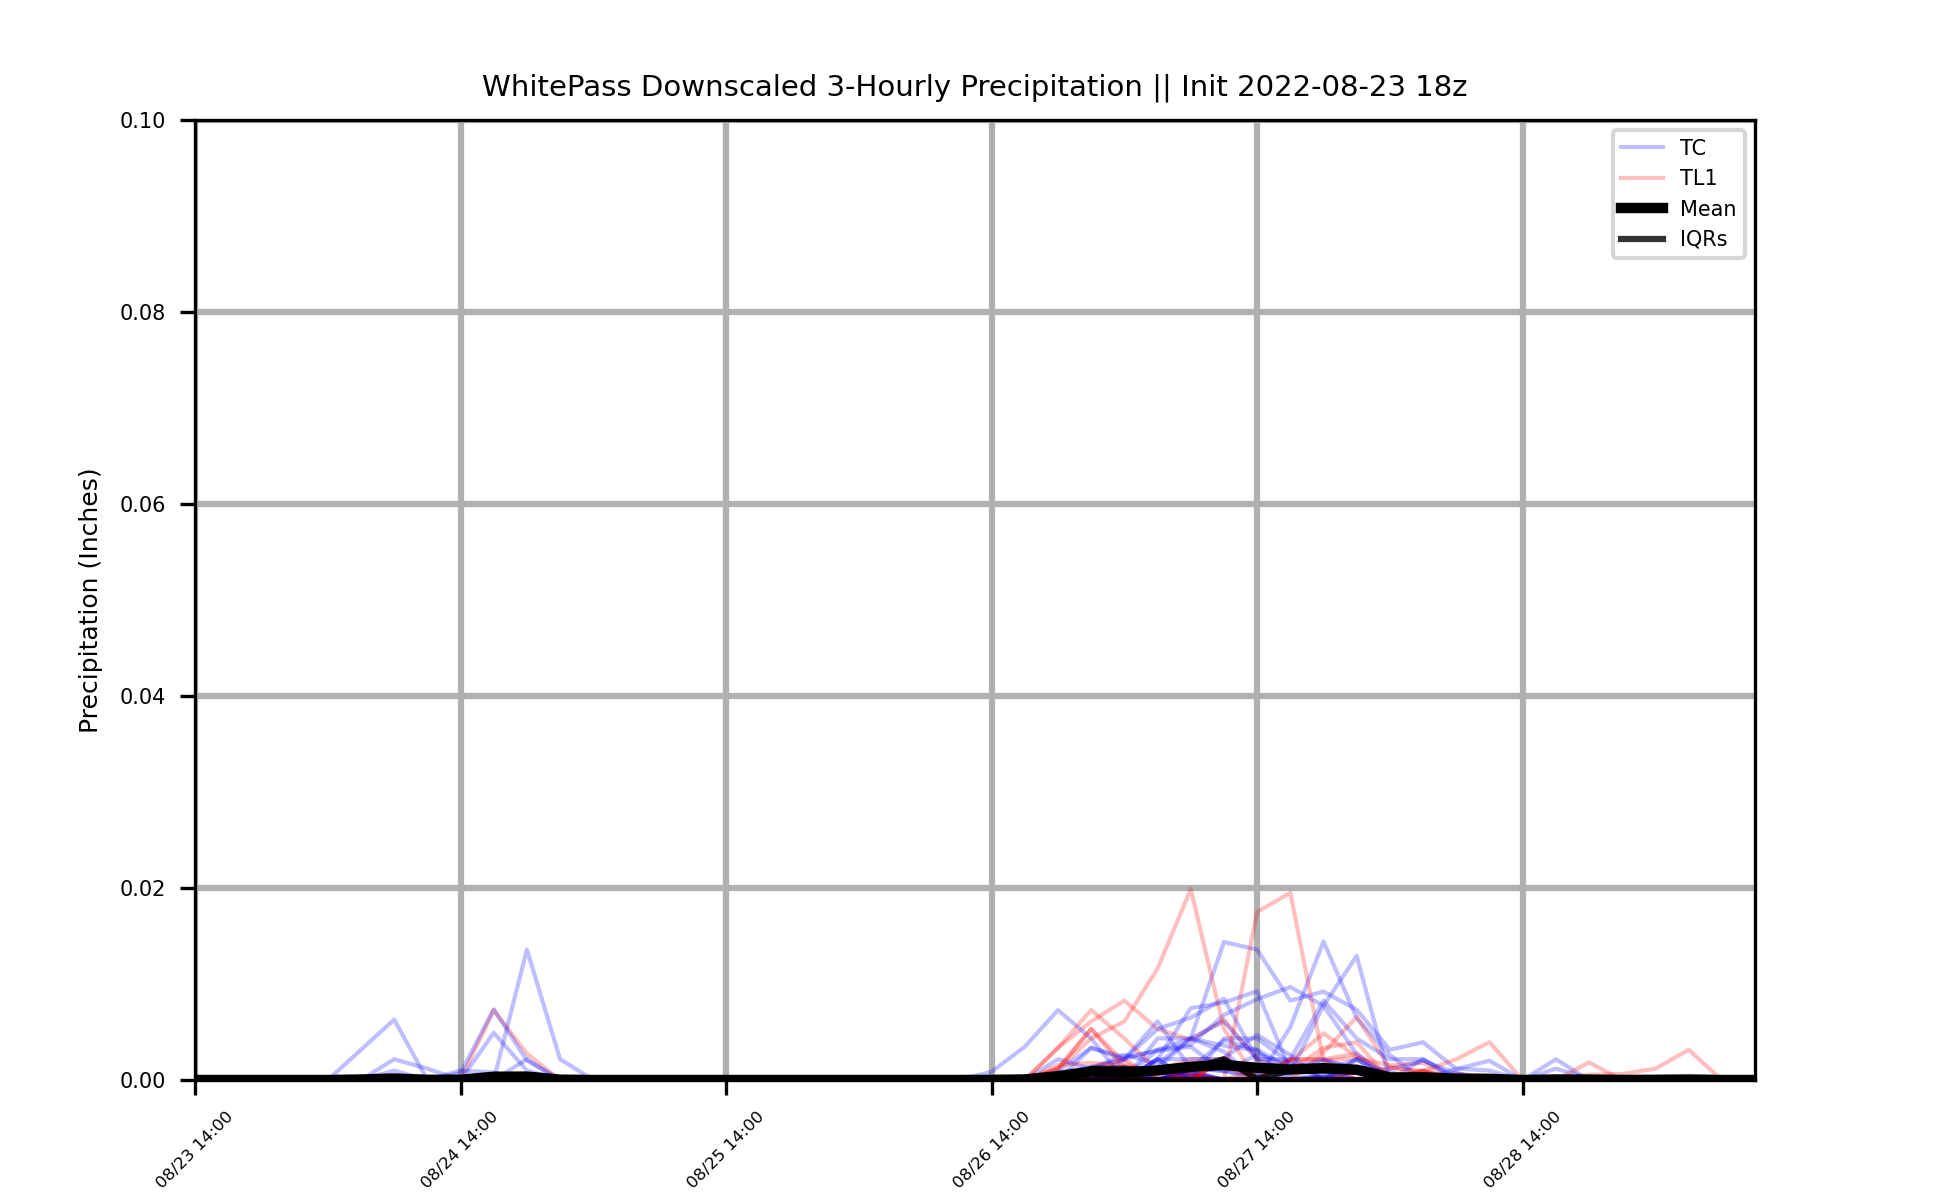 WhitePass Downscaled 3-Hourly Precipitation || Init 2022-08-23 18z
0.10
0.08
0.06
0.04
0.02
0.00
Precipitation (Inches)
TC
TL1
Mean
IQRs
08/23 14:00
08/24 14:00
08/25 14:00
08/26 14:00
08/27 14:00
08/28 14:00